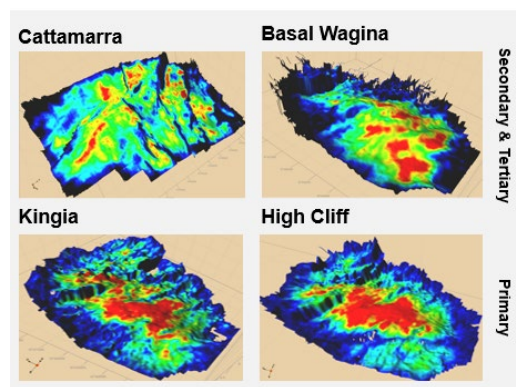 Cattamarra
Basal Wagina
Secondary & Tertiary
Kingia
High Cliff
Primary